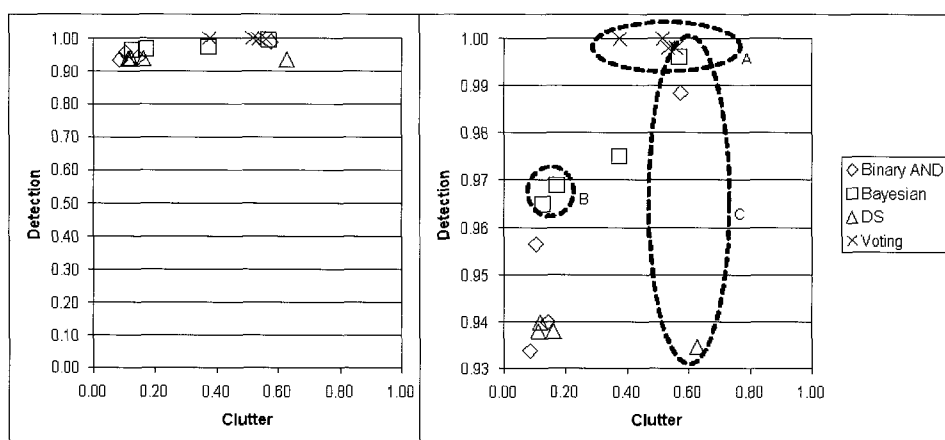 1.00
0.90
0.80
0.70
0.60
0.50
0.40
0.30
0.20
0.10
0.00
Detection
0.00 0.20 0.40 0.60 0.80 1.00
Clutter
1.00
0.99
0.98
0.97
0.96
0.95
0.94
0.93
Detection
A
B
C
0.00 0.20 0.40 0.60 0.80 1.00
Clutter
Binary AND
Bayesian
DS
Voting